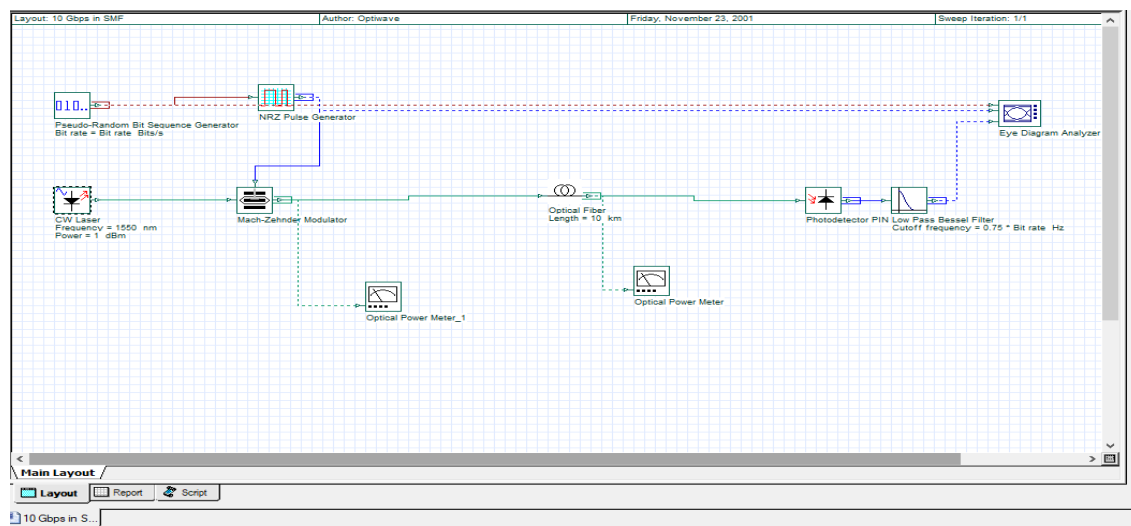 Layout: 10 Gbps in SMF
Author: Optiwave
Friday, November 23, 2001
Sweep Iteration: 1/1
010..
Pseudo-Random Bit Sequence Generator
Bit rate = Bit rate Bits/s
NRZ Pulse Generator
Eye Diagram Analyzer
CW Laser
Frequency = 1550 nm
Power = 1 dBm
Mach-Zehnder Modulator
Optical Fiber
Length = 10 km
Photodetector PIN
Low Pass Bessel Filter
Cutoff frequency = 0.75 * Bit rate Hz
Optical Power Meter_1
Optical Power Meter
Main Layout
Layout
Report
Script
10 Gbps in S...